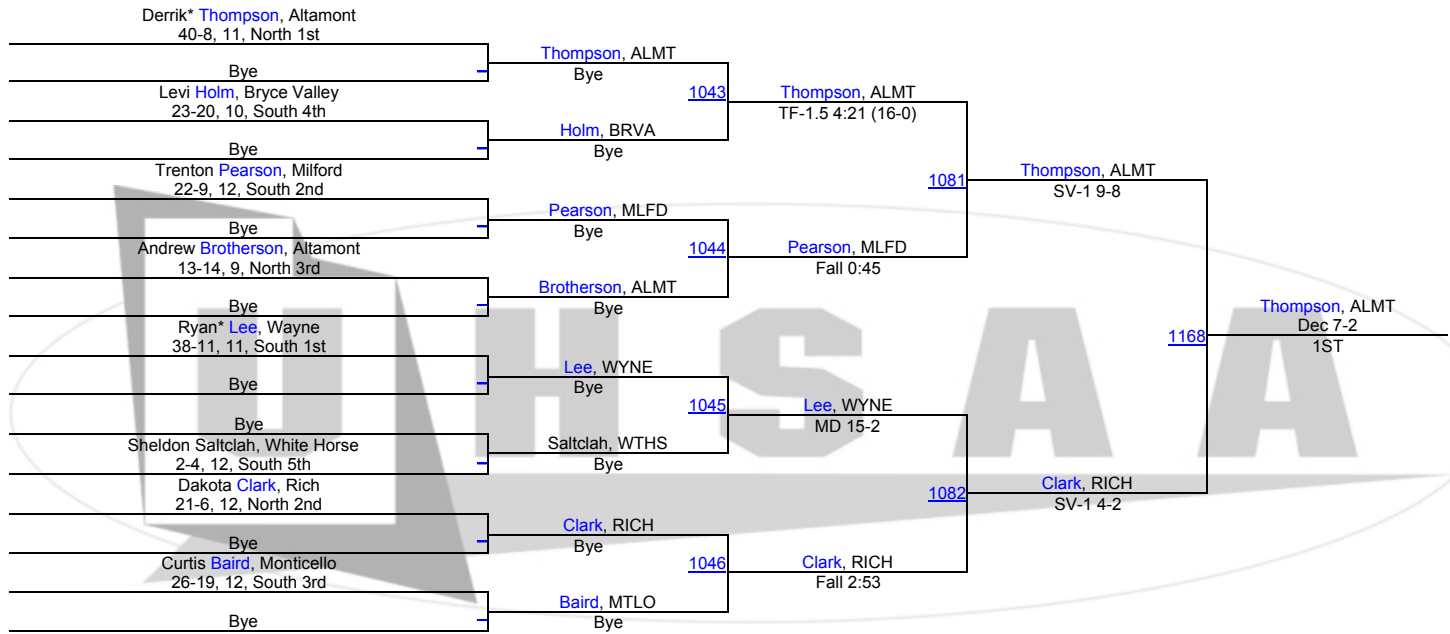 Derrik* Thompson, Altamont
40-8, 11, North 1st
Bye
Levi Holm, Bryce Valley
23-20, 10, South 4th
Bye
Trenton Pearson, Milford
22-9, 12, South 2nd
Bye
Andrew Brotherson, Altamont
13-14, 9, North 3rd
Bye
Ryan* Lee, Wayne
38-11, 11, South 1st
Bye
Bye
Sheldon Saltclah, White Horse
2-4, 12, South 5th
Dakota Clark, Rich
21-6, 12, North 2nd
Bye
Curtis Baird, Monticello
26-19, 12, South 3rd
Bye
Thompson, ALMT
Bye
1043
Holm, BRVA
Bye
Pearson, MLFD
Bye
1044
Brotherson, ALMT
Bye
Lee, WYNE
Bye
1045
Saltclah, WTHS
Bye
Clark, RICH
Bye
1046
Baird, MTLO
Bye
Thompson, ALMT
TF-1.5 4:21 (16-0)
1081
Pearson, MLFD
Fall 0:45
Lee, WYNE
MD 15-2
1082
Clark, RICH
Fall 2:53
Thompson, ALMT
SV-1 9-8
1168
Clark, RICH
SV-1 4-2
Thompson, ALMT
Dec 7-2
1ST
UHSAA